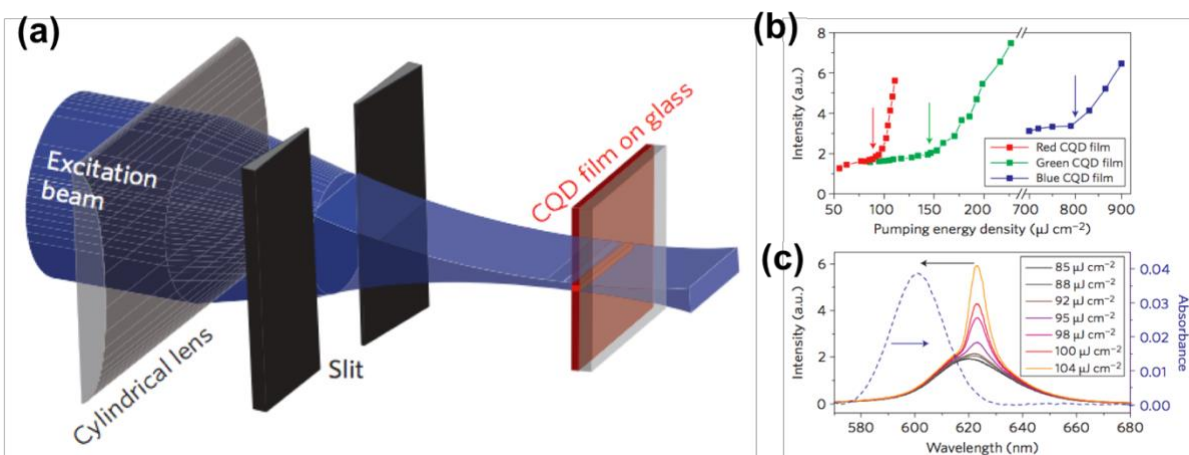 (a)
Excitation
beam
Cylindrical lens
Slit
CQD film on glass
(b)
8
6
4
2
0
Intensity (a.u.)
50 100 150 200 700 800 900
Pumping energy density (μJ cm−2)
Red CQD film
Green CQD film
Blue CQD film
(c)
6
4
2
0
Intensity (a.u.)
580 600 620 640 660 680
Wavelength (nm)
85 μJ cm−2
88 μJ cm−2
92 μJ cm−2
95 μJ cm−2
98 μJ cm−2
100 μJ cm−2
104 μJ cm−2
0.04
0.03
0.02
0.01
0.00
Absorbance